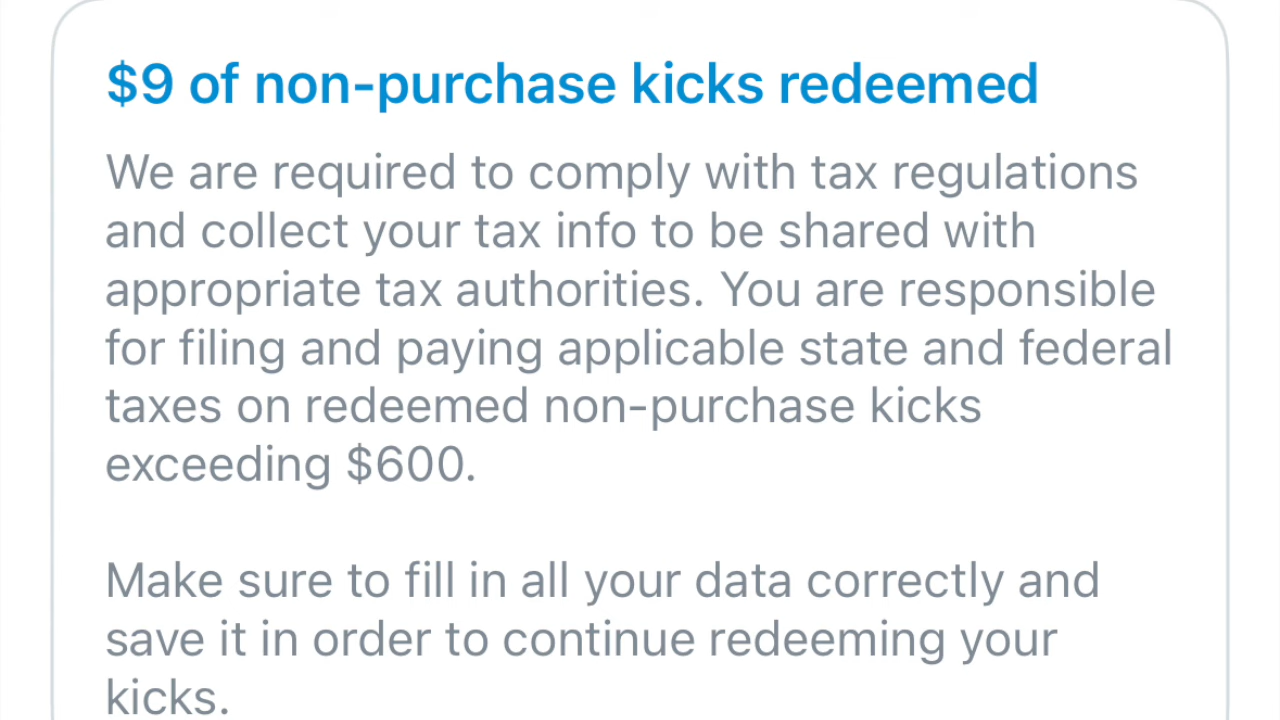 $9 of non-purchase kicks redeemed
We are required to comply with tax regulations
and collect your tax info to be shared with
appropriate tax authorities. You are responsible
for filing and paying applicable state and federal
taxes on redeemed non-purchase kicks
exceeding $600.
Make sure to fill in all your data correctly and
save it in order to continue redeeming your
kicks.